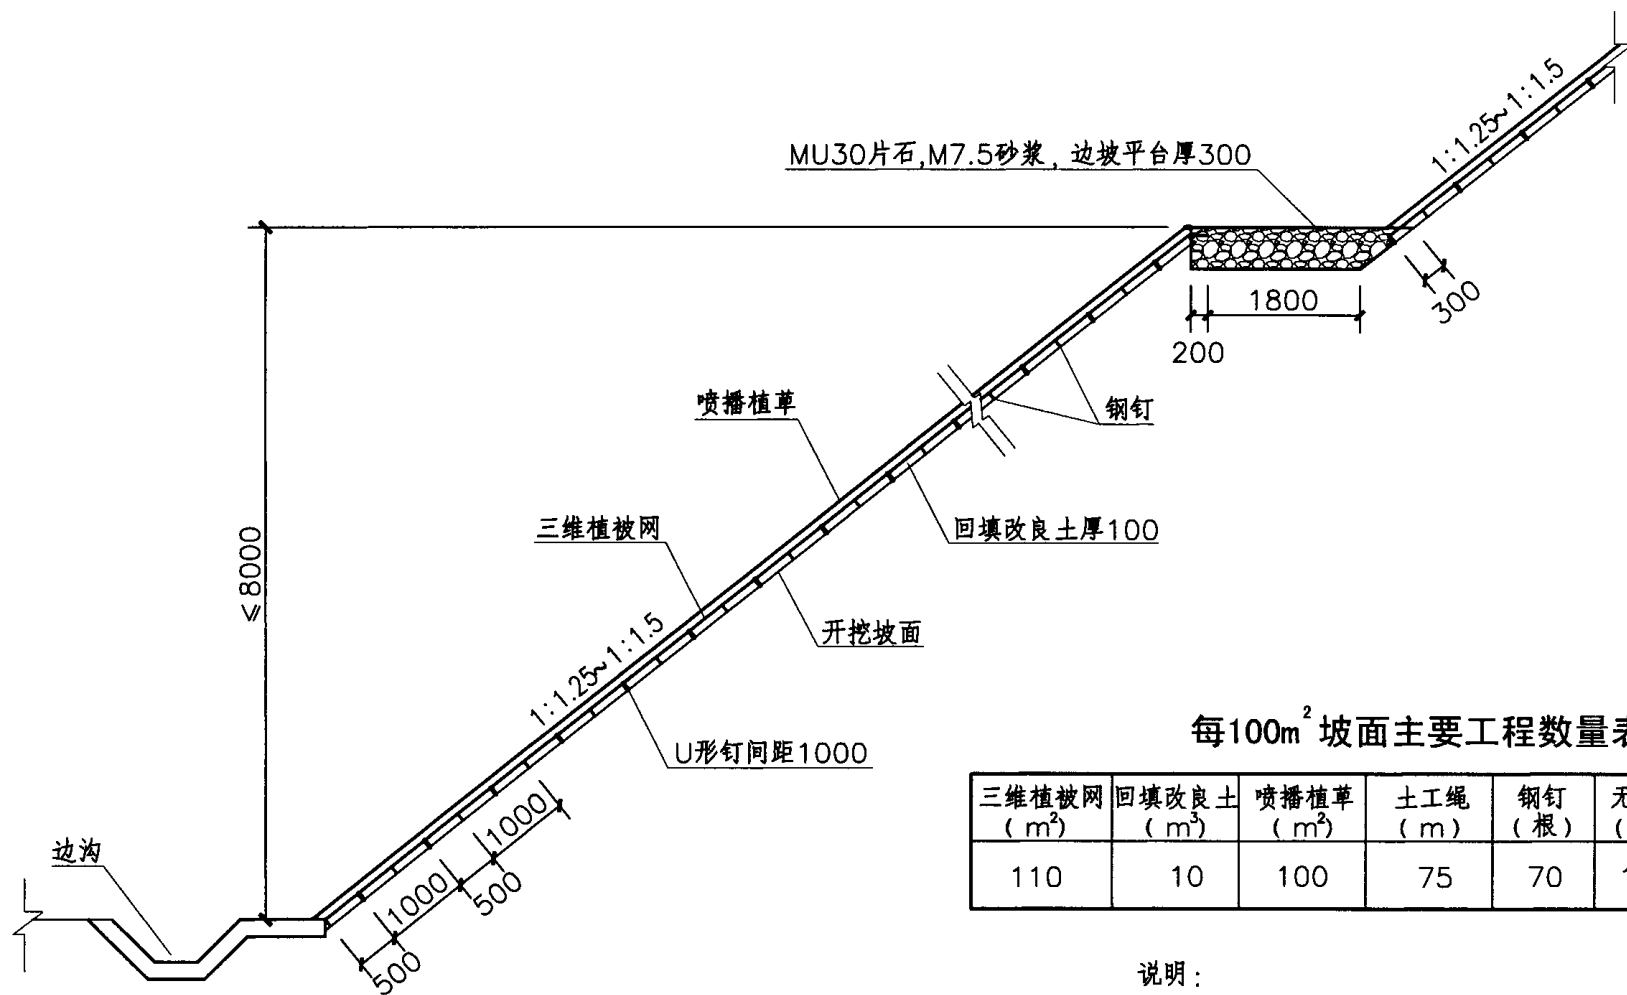 1:1.25~1:1.5
MU30片石,M7.5砂浆, 边坡平台厚300
300
1800
200
钢钉
喷播植草
三维植被网
回填改良土厚100
≤8000
开挖坡面
1:1.25~1:1.5
U形钉间距1000
1000
500
1000
500
边沟
每100m²坡面主要工程数量表
三维植被网 回填改良土 喷播植草 土工绳 钢钉 无
(m²) (m³) (m²) (m) (根) (
110 10 100 75 70
说明: